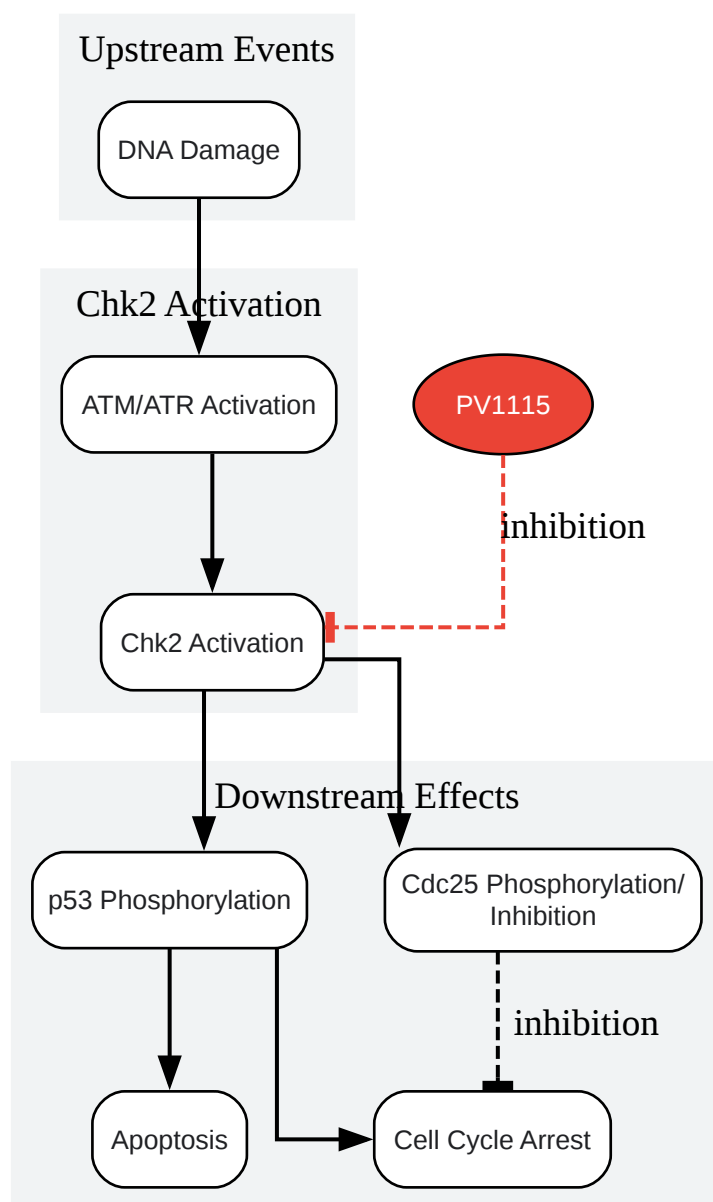 Upstream Events
DNA Damage
Chk2 Activation
ATM/ATR Activation
PV1115
inhibition
Chk2 Activation
Downstream Effects
p53 Phosphorylation
Cdc25 Phosphorylation/
Inhibition
inhibition
Apoptosis
Cell Cycle Arrest